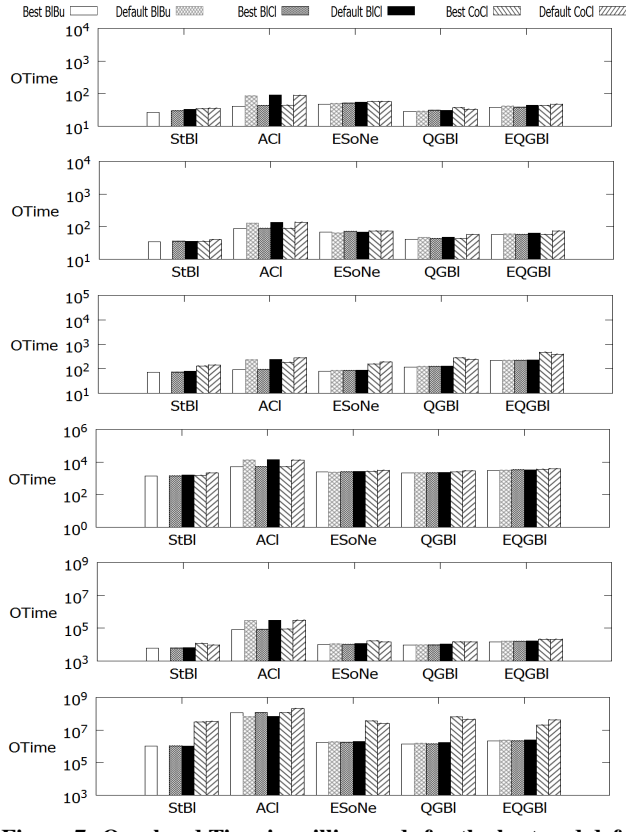 Best BlBu Default BlBu Best BlCl Default BlCl Best CoCl Default CoCl
10^4
10^3
OTime 10^2
10^1
StBl ACl ESoNe QGBl EQGBl
10^4
10^3
OTime
10^2
10^1
StBl ACl ESoNe QGBl EQGBl
10^5
10^4
OTime 10^3
10^2
10^1
StBl ACl ESoNe QGBl EQGBl
10^6
10^4
OTime
10^2
10^0
StBl ACl ESoNe QGBl EQGBl
10^9
10^7
OTime
10^5
10^3
StBl ACl ESoNe QGBl EQGBl
10^9
10^7
OTime
10^5
10^3
StBl ACl ESoNe QGBl EQGBl